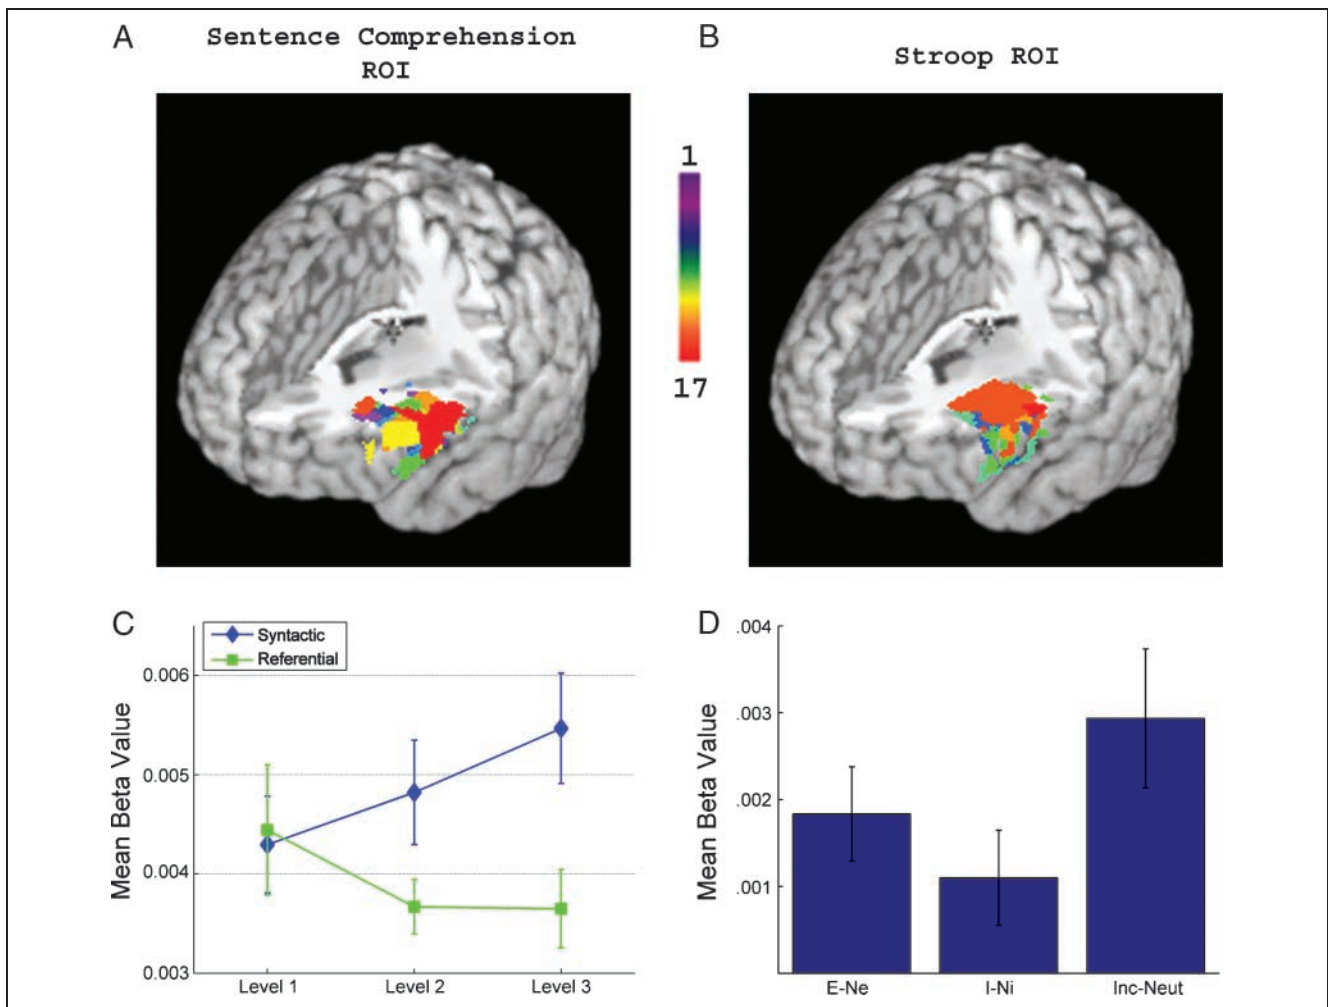 A
Sentence Comprehension
ROI
B
Stroop ROI
1
17
C
Syntactic
Referential
0.006
0.005
0.004
0.003
Mean Beta Value
Level 1
Level 2
Level 3
D
.004
.003
.002
.001
Mean Beta Value
E-Ne
I-Ni
Inc-Neut